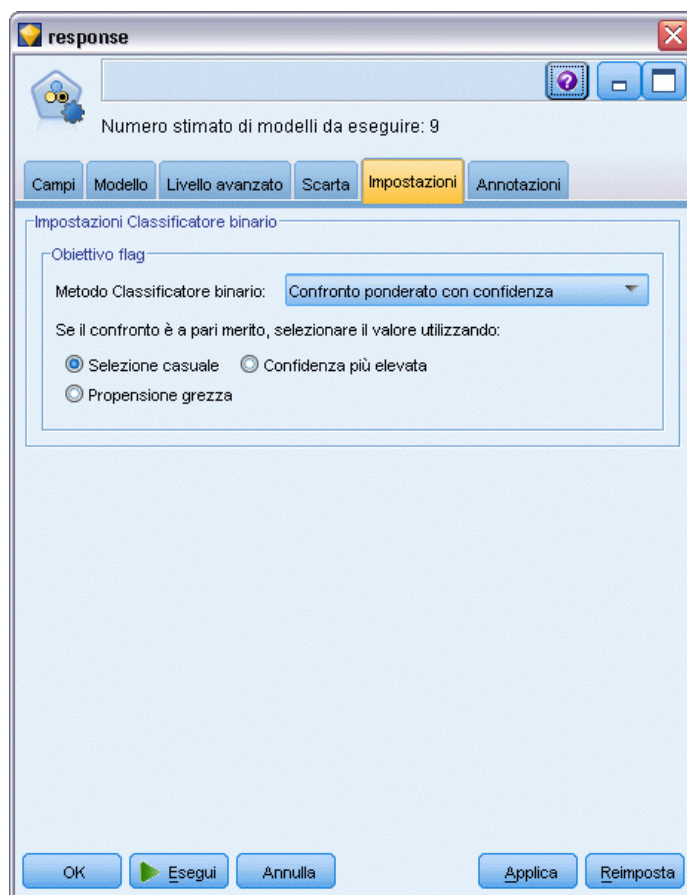 response
Numero stimato di modelli da eseguire: 9
Campi Modello Livello avanzato Scarta Impostazioni Annotazioni
Impostazioni Classificatore binario
Obiettivo flag
Metodo Classificatore binario: Confronto ponderato con confidenza
Se il confronto è a pari merito, selezionare il valore utilizzando:
Selezione casuale Confidenza più elevata
Propensione grezza
OK Esegui Annulla Applica Reimposta